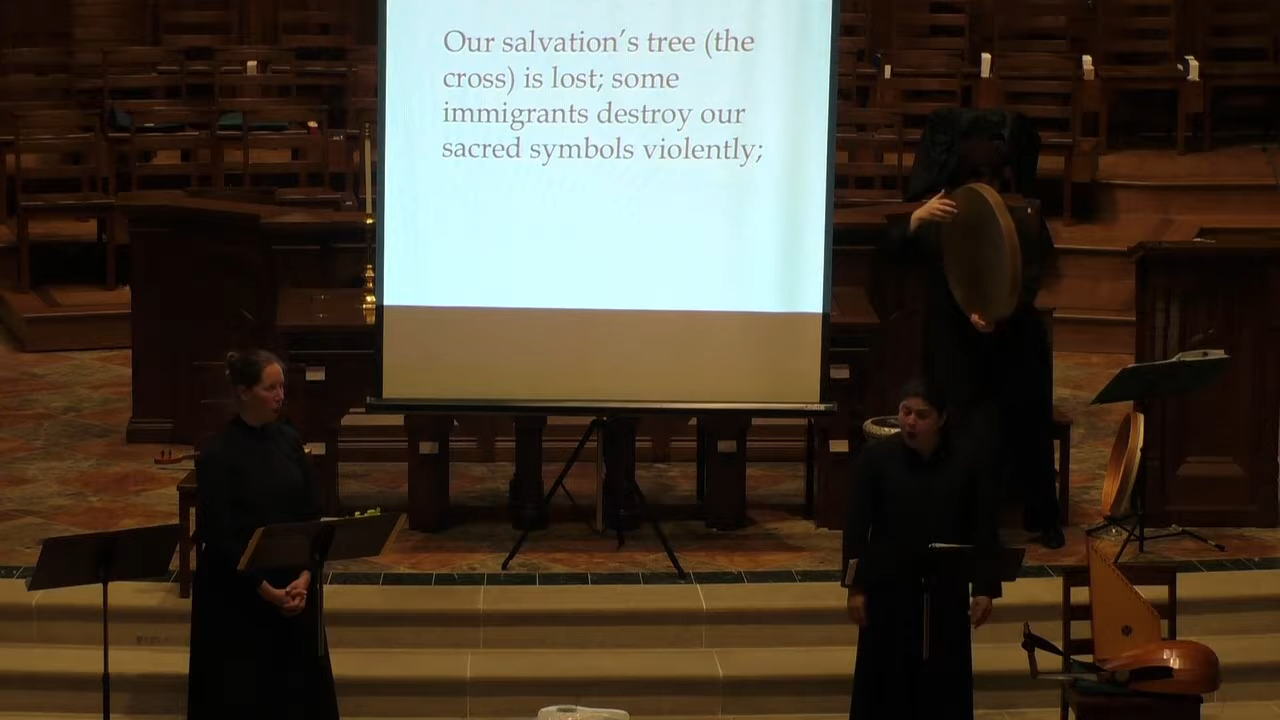 Our salvation's tree (the
cross) is lost; some
immigrants destroy our
sacred symbols violently;